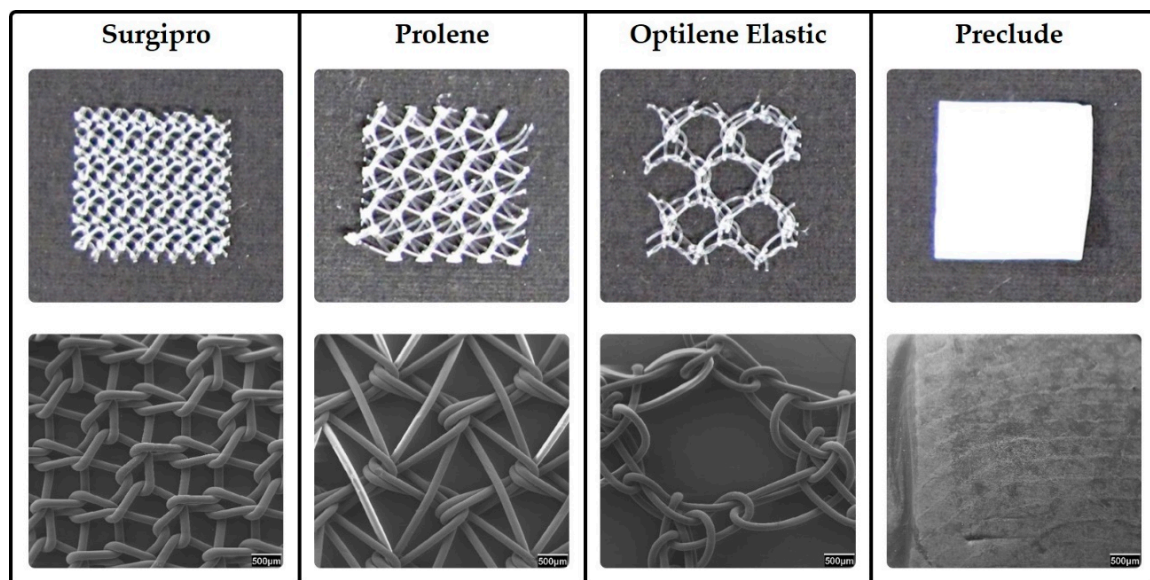 Surgipro
Prolene
Optilene Elastic
Preclude
500µm
500µm
500µm
500µm